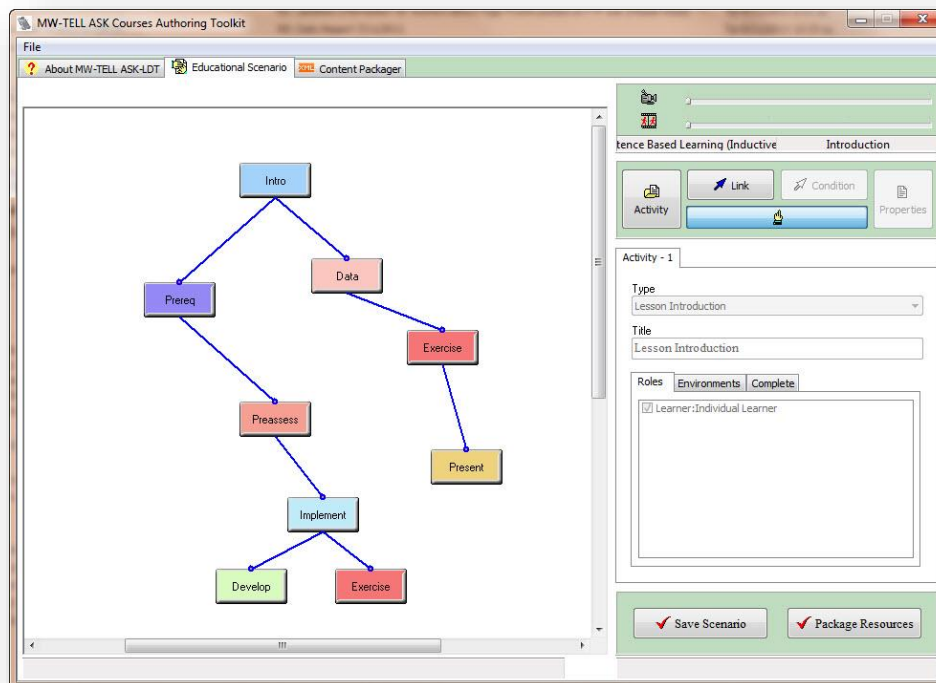 MW-TELL ASK Courses Authoring Toolkit
File
About MW-TELL ASK-LDT
Educational Scenario
Content Packager
Intro
Data
Prereq
Exercise
Preassess
Present
Implement
Develop
Exercise
tence Based Learning (Inductive
Introduction
Activity
Link
Condition
Properties
Activity - 1
Type
Lesson Introduction
Title
Lesson Introduction
Roles
Environments
Complete
Learner:Individual Learner
Save Scenario
Package Resources